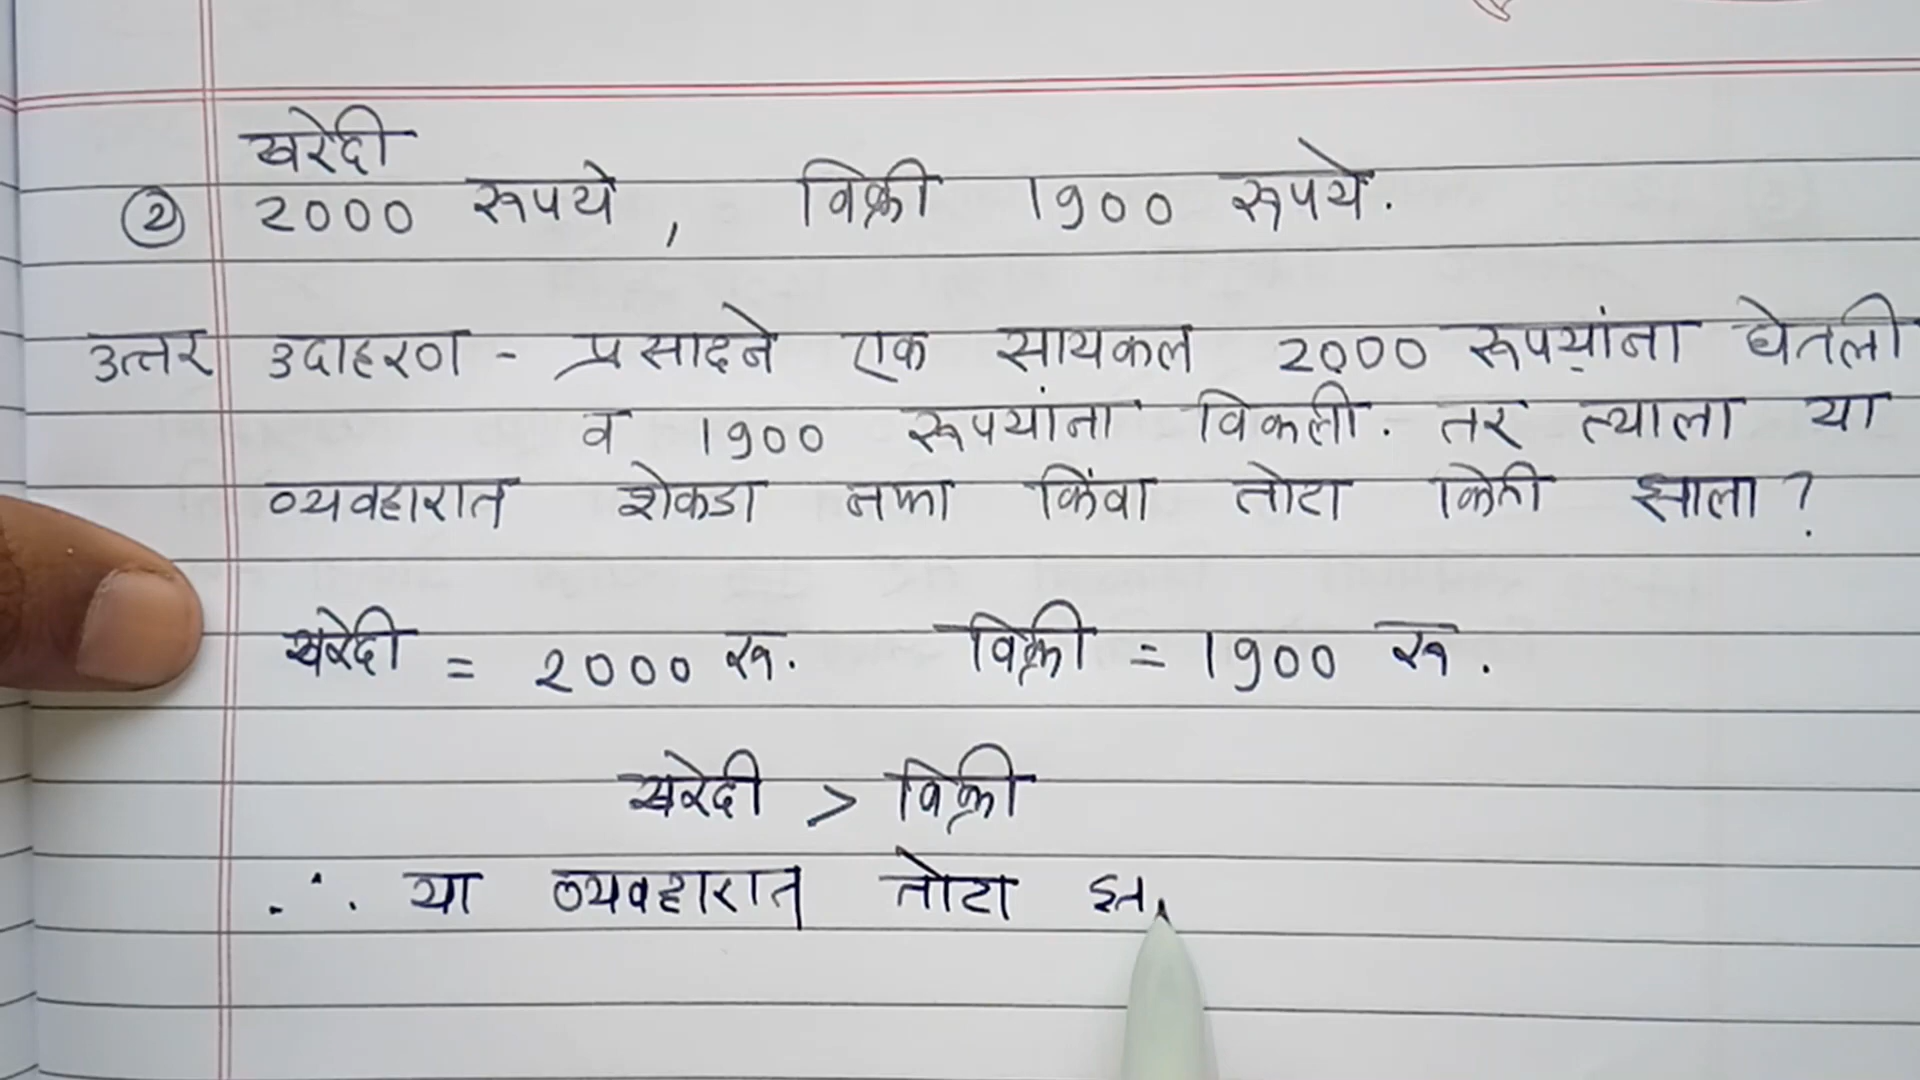 खरेदी
② 2000 रूपये, विक्री 1900 रूपये.
उत्तर उदाहरण - प्रसादने एक सायकल 2000 रूपयांना घेतली
व 1900 रूपयांना विकली. तर त्याला या
व्यवहारात शेकडा नफा किंवा तोटा किती झाला?
खरेदी = 2000 रू. विक्री = 1900 रू.
खरेदी > विक्री
∴ या व्यवहारात तोटा